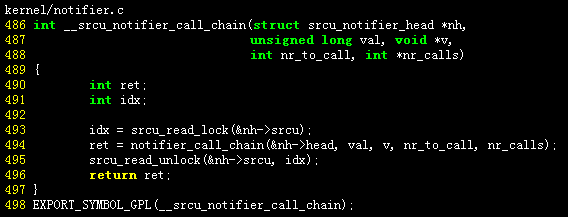 kernel/notifier.c
486 int __srcu_notifier_call_chain(struct srcu_notifier_head *nh,
487                                unsigned long val, void *v,
488                                int nr_to_call, int *nr_calls)
489 {
490         int ret;
491         int idx;
492
493         idx = srcu_read_lock(&nh->srcu);
494         ret = notifier_call_chain(&nh->head, val, v, nr_to_call, nr_calls);
495         srcu_read_unlock(&nh->srcu, idx);
496         return ret;
497 }
498 EXPORT_SYMBOL_GPL(__srcu_notifier_call_chain);